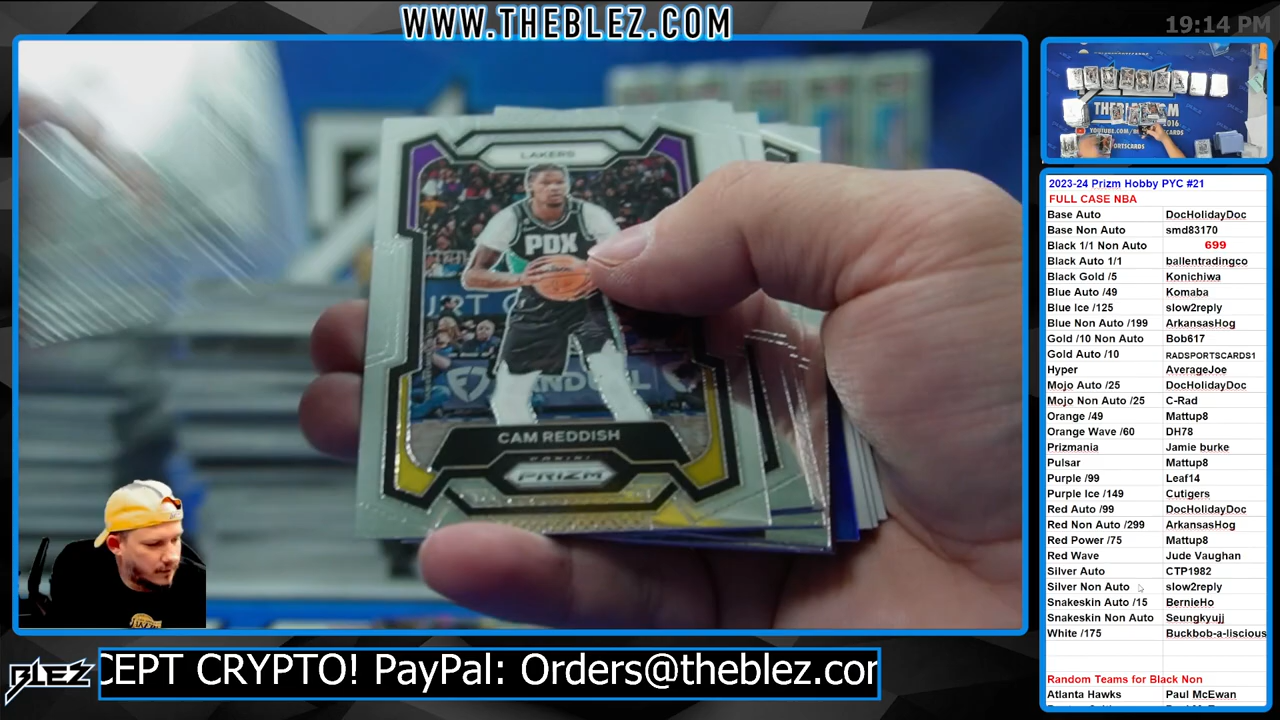 WWW.THEBLEZ.COM
19:14 PM
LAKERS
PDX
CAM REDDISH
PANINI
PRIZM
2023-24 Prizm Hobby PYC #21
FULL CASE NBA
Base Auto DocHolidayDoc
Base Non Auto smd83170
Black 1/1 Non Auto 699
Black Auto 1/1 ballentradingco
Black Gold /5 Konichiwa
Blue Auto /49 Komaba
Blue ice /125 slow2reply
Blue Non Auto /199 ArkansasHog
Gold /10 Non Auto Bob617
Gold Auto /10 RADSPORTSCARDS1
Hyper AverageJoe
Mojo Auto /25 DocHolidayDoc
Mojo Non Auto /25 C-Rad
Orange /49 Mattup8
Orange Wave /60 DH78
Prizmania Jamie burke
Pulsar Mattup8
Purple /99 Leaf14
Purple Ice /149 Cutigers
Red Auto /99 DocHolidayDoc
Red Non Auto /299 ArkansasHog
Red Power /75 Mattup8
Red Wave Jude Vaughan
Silver Auto CTP1982
Silver Non Auto slow2reply
Snakeskin Auto /15 BernieHo
Snakeskin Non Auto Seungkyujj
White /175 Buckbob-a-liscious
Random Teams for Black Non
Atlanta Hawks Paul McEwan
BLEZ
CEPT CRYPTO! PayPal: Orders@theblez.com